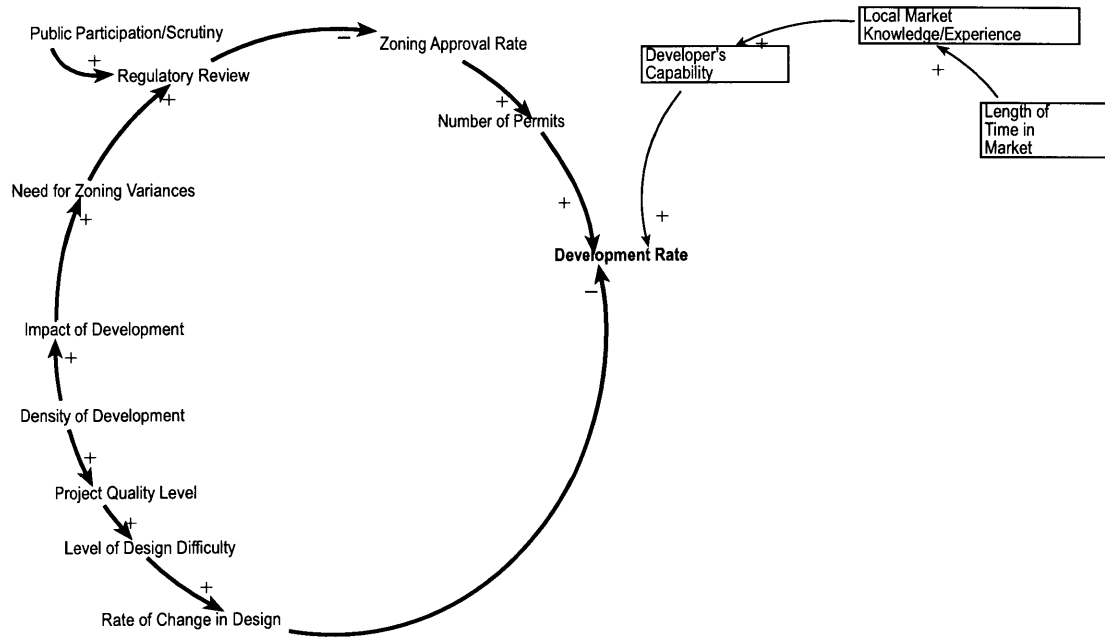 Public Participation/Scrutiny
+
Regulatory Review
+
–
Zoning Approval Rate
+
Number of Permits
+
Developer's
Capability
+
Local Market
Knowledge/Experience
+
Length of
Time in
Market
+
Development Rate
–
Need for Zoning Variances
+
Impact of Development
+
Density of Development
+
Project Quality Level
+
Level of Design Difficulty
+
Rate of Change in Design